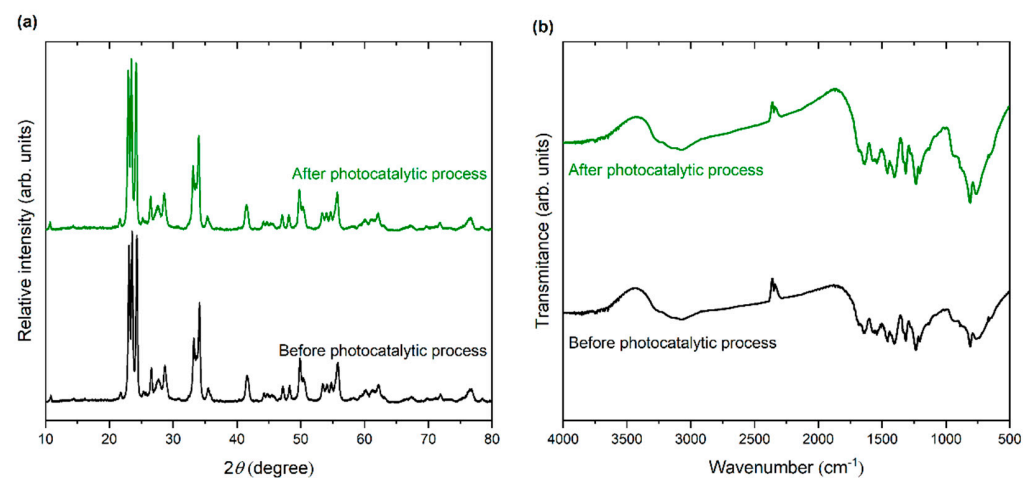 (a)
Relative intensity (arb. units)
After photocatalytic process
Before photocatalytic process
10 20 30 40 50 60 70 80
2θ (degree)
(b)
Transmitance (arb. units)
After photocatalytic process
Before photocatalytic process
4000 3500 3000 2500 2000 1500 1000 500
Wavenumber (cm-1)